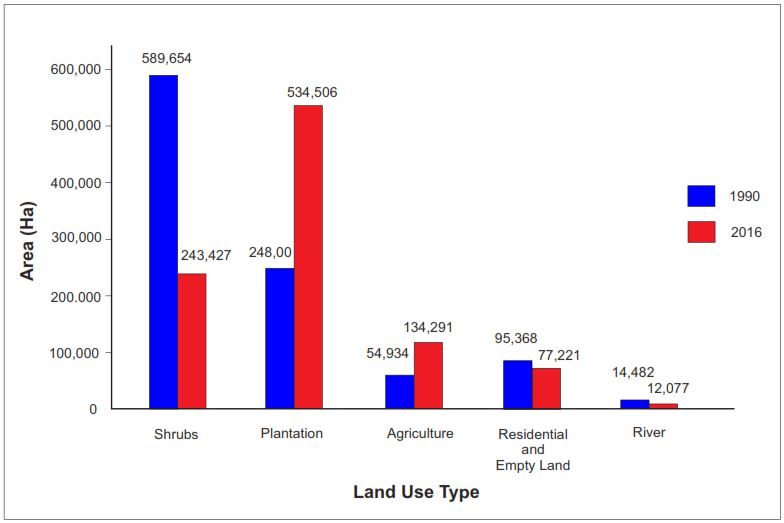 589,654
600,000
534,506
500,000
400,000
1990
2016
300,000
243,427
248,00
200.000
134,291
95,368
100,000
54,934
77,221
14,482
12,077
0
Area (Ha)
Shrubs
Plantation
Agriculture
Residential
and
Empty Land
River
Land Use Type